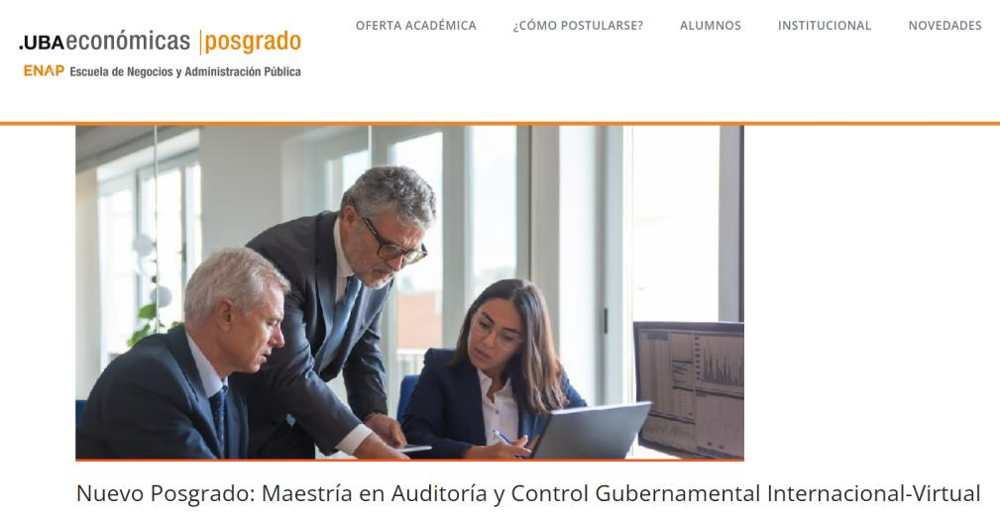 .UBAeconómicas |posgrado
ENAP Escuela de Negocios y Administración Pública
OFERTA ACADÉMICA ¿CÓMO POSTULARSE? ALUMNOS INSTITUCIONAL NOVEDADES
Nuevo Posgrado: Maestría en Auditoría y Control Gubernamental Internacional-Virtual